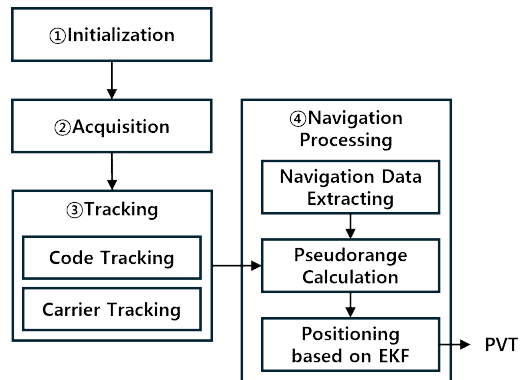 ①Initialization
②Acquisition
③Tracking
Code Tracking
Carrier Tracking
④Navigation
Processing
Navigation Data
Extracting
Pseudorange
Calculation
Positioning
based on EKF
PVT